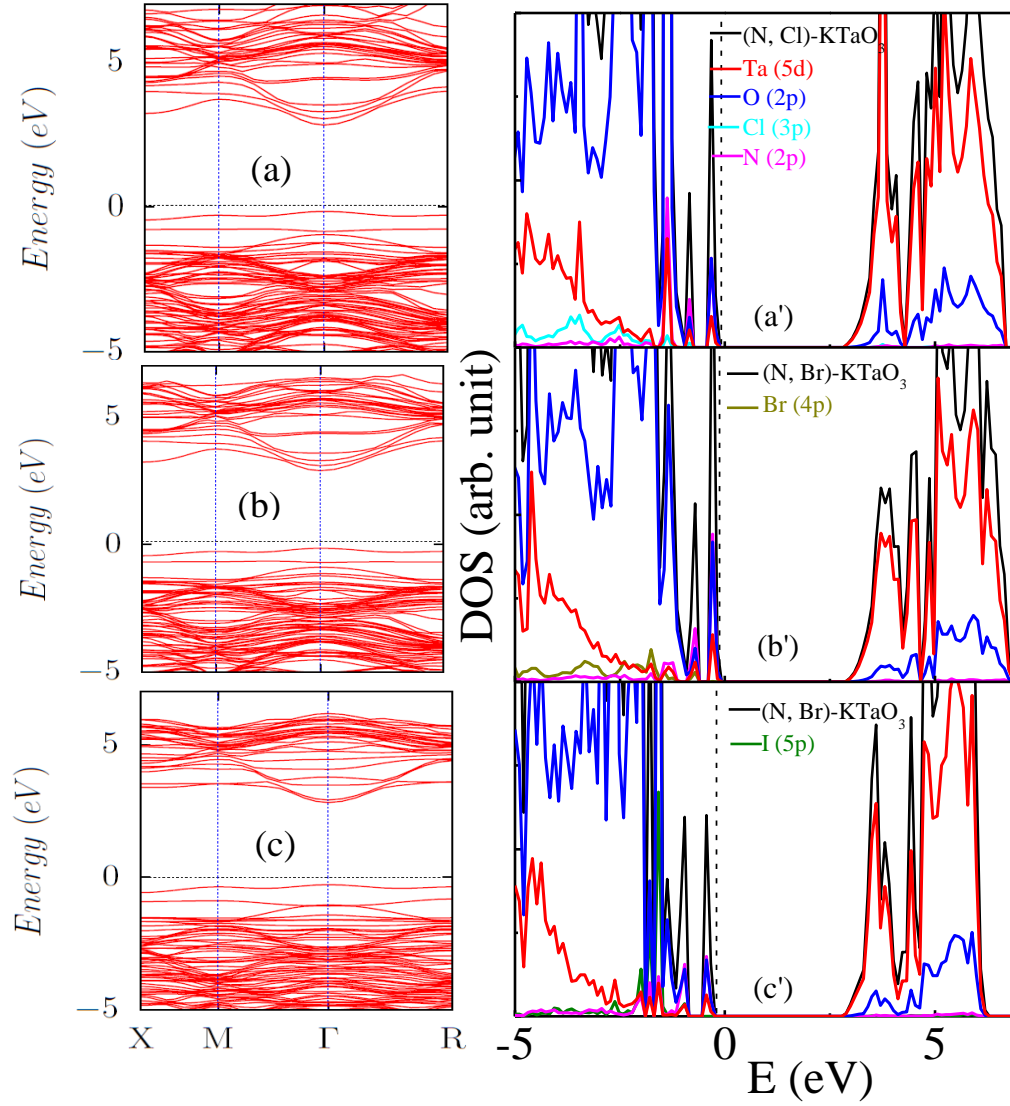 Energy (eV)
5
0
−5
(a)
Energy (eV)
5
0
−5
(b)
Energy (eV)
5
0
−5
(c)
X M Γ R
DOS (arb. unit)
(N, Cl)-KTaO3
Ta (5d)
O (2p)
Cl (3p)
N (2p)
(a')
(N, Br)-KTaO3
Br (4p)
(b')
(N, Br)-KTaO3
I (5p)
(c')
-5 0 5
E (eV)